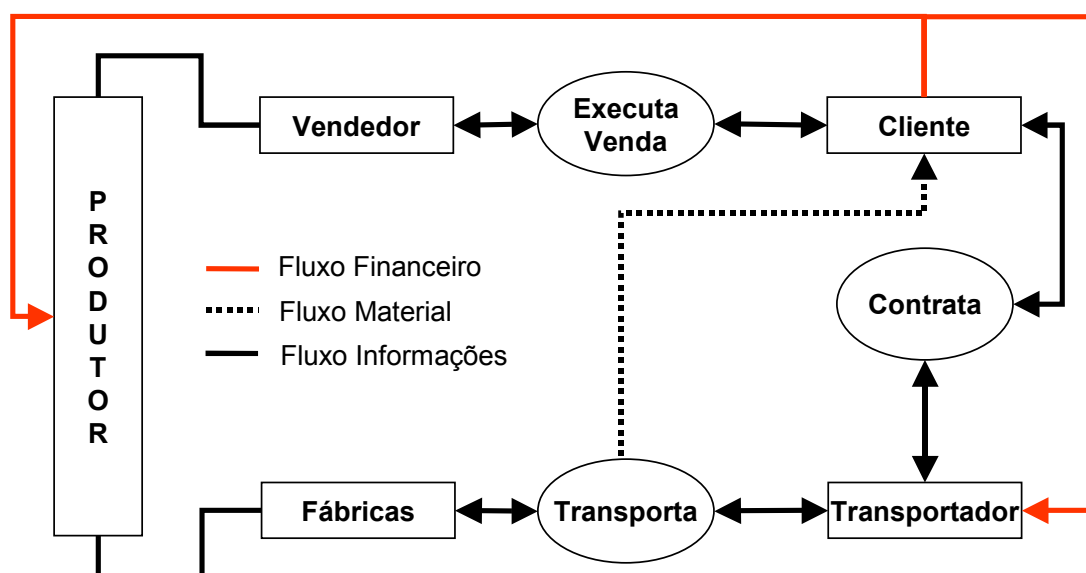 Vendedor
Executa
Venda
Cliente
P
R
O
D
U
T
O
R
Fluxo Financeiro
Fluxo Material
Fluxo Informações
Contrata
Fábricas
Transporta
Transportador